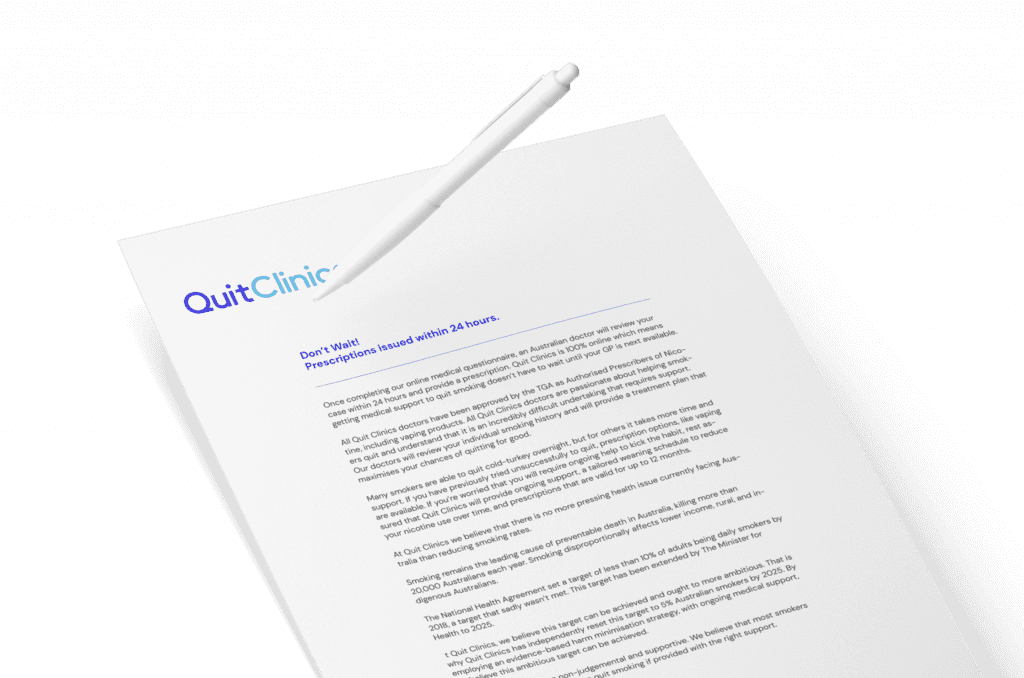 QuitClinics
Don't Wait!
Prescriptions issued within 24 hours.
Once completing our online medical questionnaire, an Australian doctor will review your
case within 24 hours and provide a prescription. Quit Clinics is 100% online which means
getting medical support to quit smoking doesn't have to wait until your GP is next available.
All Quit Clinics doctors have been approved by the TGA as Authorised Prescribers of Nico-
tine, including vaping products. All Quit Clinics doctors are passionate about helping smok-
ers quit and understand that it is an incredibly difficult undertaking that requires support.
Our doctors will review your individual smoking history and will provide a treatment plan that
maximises your chances of quitting for good.
Many smokers are able to quit cold-turkey overnight, but for others it takes more time and
support. If you have previously tried unsuccessfully to quit, prescription options, like vaping
are available. If you're worried that you will require ongoing help to kick the habit, rest as-
sured that Quit Clinics will provide ongoing support, a tailored weaning schedule to reduce
your nicotine use over time, and prescriptions that are valid for up to 12 months.
At Quit Clinics we believe that there is no more pressing health issue currently facing Aus-
tralia than reducing smoking rates.
Smoking remains the leading cause of preventable death in Australia, killing more than
20,000 Australians each year. Smoking disproportionally affects lower income, rural, and in-
digenous Australians.
The National Health Agreement set a target of less than 10% of adults being daily smokers by
2018, a target that sadly wasn't met. This target has been extended by The Minister for
Health to 2025.
t Quit Clinics, we believe this target can be achieved and ought to more ambitious. That is
why Quit Clinics has independently reset this target to 5% Australian smokers by 2025. By
employing an evidence-based harm minimisation strategy, with ongoing medical support,
believe this ambitious target can be achieved.
non-judgemental and supportive. We believe that most smokers
quit smoking if provided with the right support.